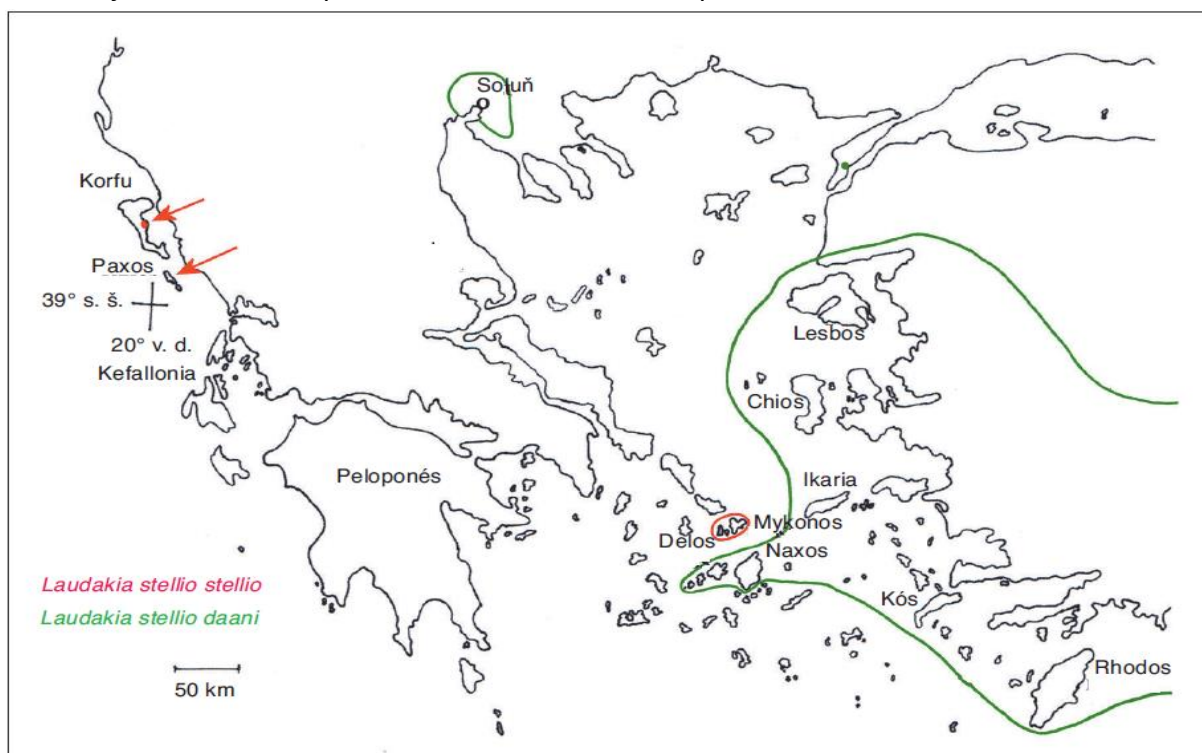 Soluň
Korfu
Paxos
39° s. š.
20° v. d.
Kefallonia
Lesbos
Chios
Peloponés
Ikaria
Mykonos
Delos
Naxos
Kós
Rhodos
Laudakia stellio stellio
Laudakia stellio daani
50 km